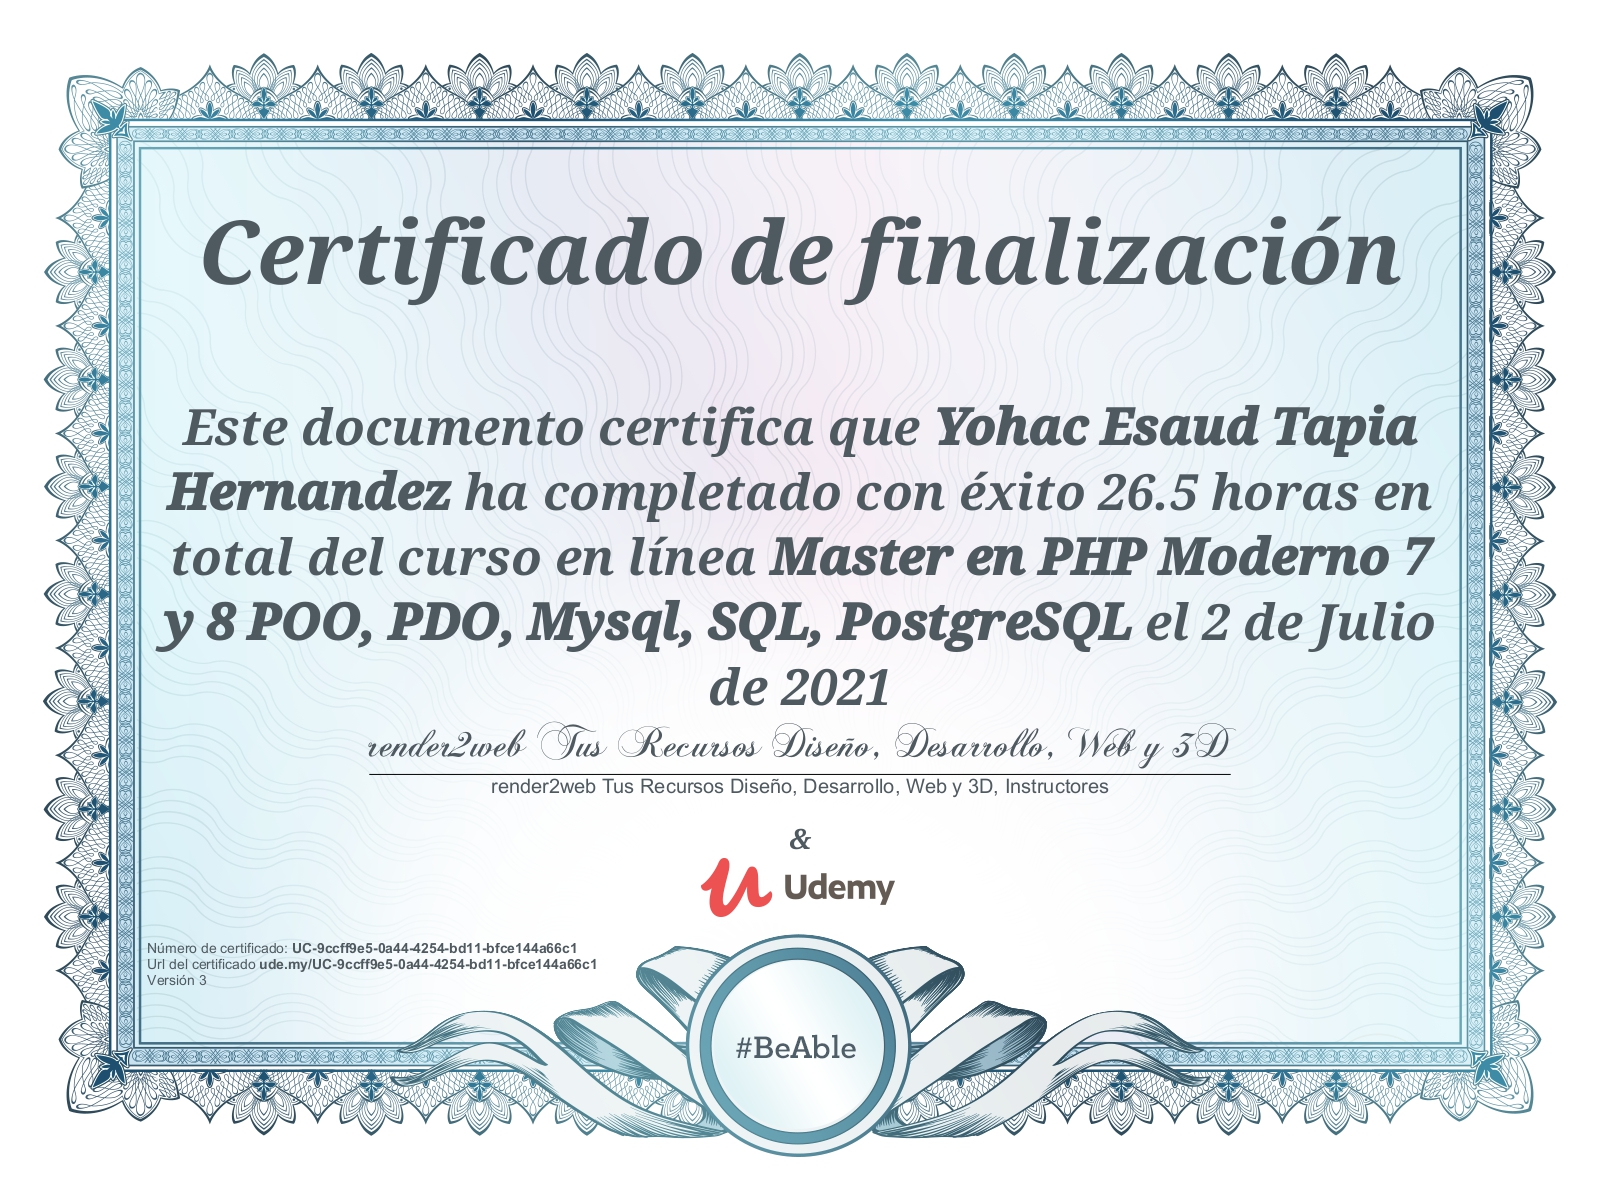 Certificado de finalización
Este documento certifica que Yohac Esaud Tapia
Hernandez ha completado con éxito 26.5 horas en
total del curso en línea Master en PHP Moderno 7
y 8 POO, PDO, Mysql, SQL, PostgreSQL el 2 de Julio
de 2021
render2web Tus Recursos Diseño, Desarrollo, Web y 3D
render2web Tus Recursos Diseño, Desarrollo, Web y 3D, Instructores
&
Udemy
Número de certificado: UC-9ccff9e5-0a44-4254-bd11-bfce144a66c1
Url del certificado ude.my/UC-9ccff9e5-0a44-4254-bd11-bfce144a66c1
Versión 3
#BeAble